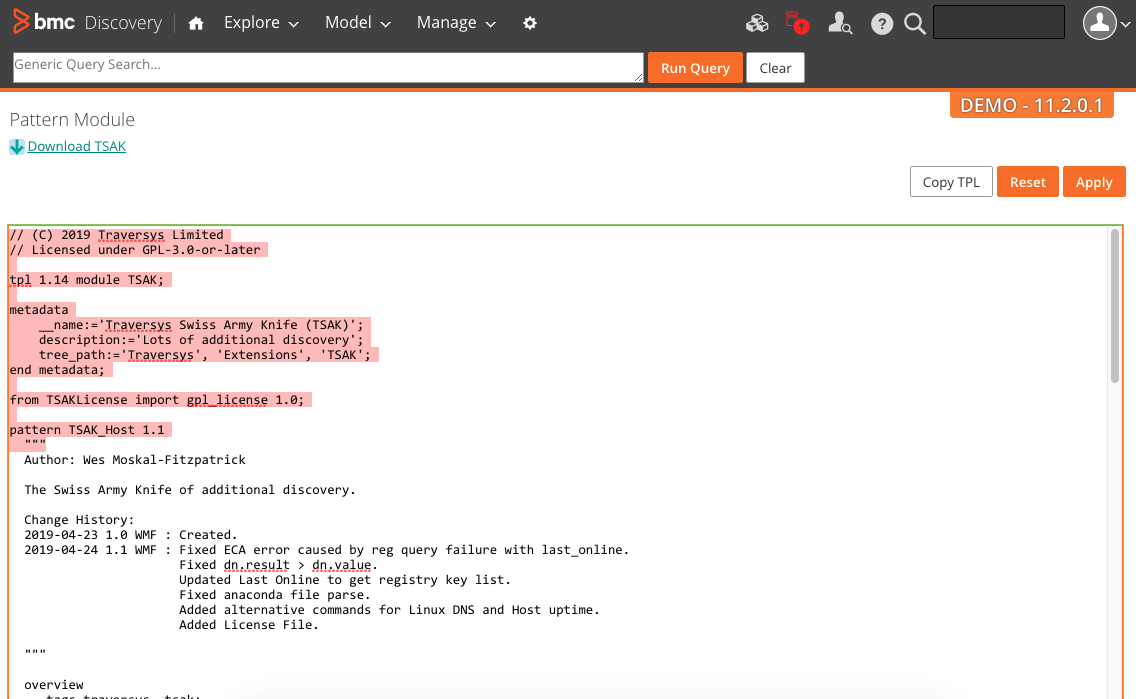 bmc Discovery Explore Model Manage
Generic Query Search...
Run Query
Clear
DEMO - 11.2.0.1
Pattern Module
Download TSAK
Copy TPL
Reset
Apply
// (C) 2019 Traversys Limited
// Licensed under GPL-3.0-or-later
tpl 1.14 module TSAK;
metadata
    __name:='Traversys Swiss Army Knife (TSAK)';
    description:='Lots of additional discovery';
    tree_path:='Traversys', 'Extensions', 'TSAK';
end metadata;
from TSAKLicense import gpl_license 1.0;
pattern TSAK_Host 1.1
  """
  Author: Wes Moskal-Fitzpatrick
  The Swiss Army Knife of additional discovery.
  Change History:
  2019-04-23 1.0 WMF : Created.
  2019-04-24 1.1 WMF : Fixed ECA error caused by reg query failure with last_online.
                       Fixed dn.result > dn.value.
                       Updated Last Online to get registry key list.
                       Fixed anaconda file parse.
                       Added alternative commands for Linux DNS and Host uptime.
                       Added License File.
  """
  overview
     tags traversys, tsak;